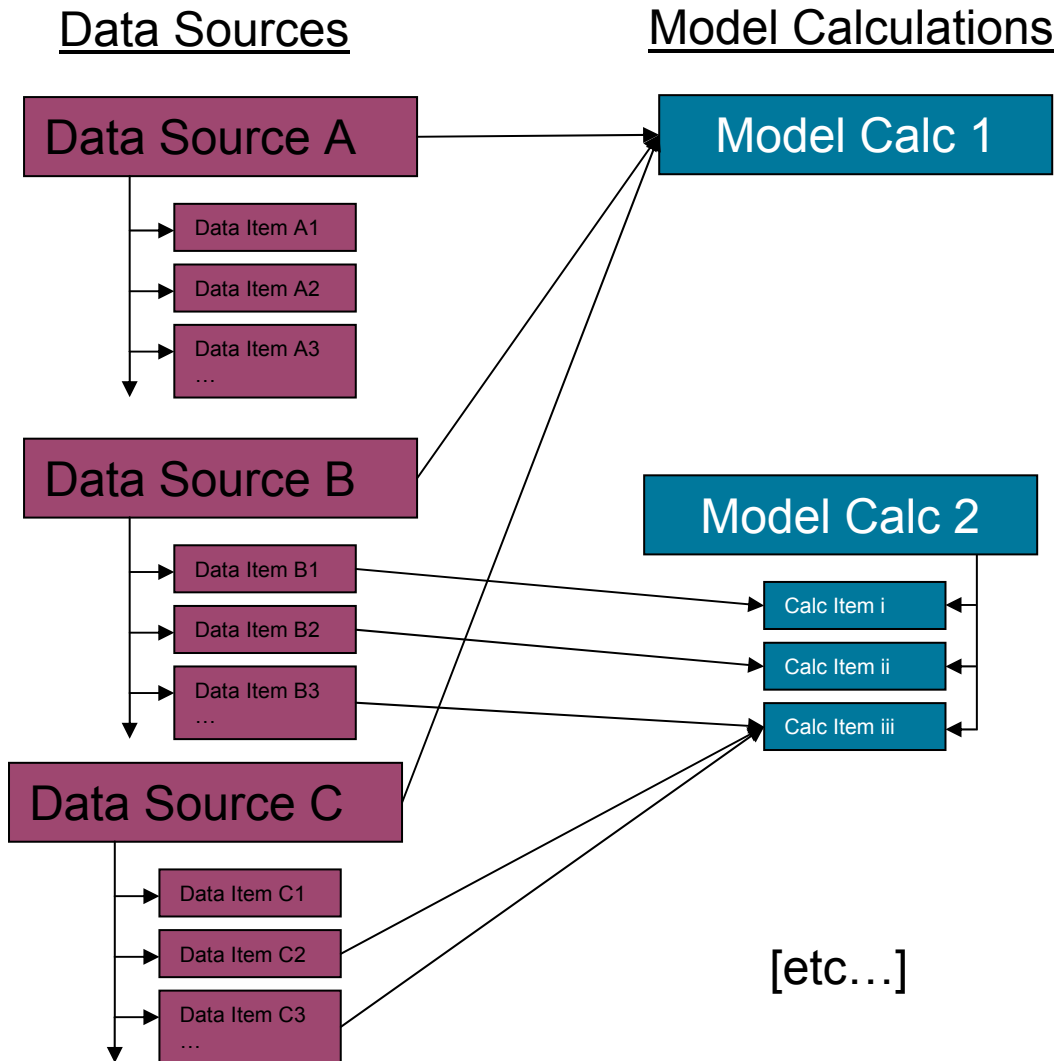 Data Sources
Model Calculations
Data Source A
Model Calc 1
Data Item A1
Data Item A2
Data Item A3
…
Data Source B
Model Calc 2
Data Item B1
Calc Item i
Data Item B2
Calc Item ii
Data Item B3
…
Calc Item iii
Data Source C
Data Item C1
Data Item C2
[etc…]
Data Item C3
…